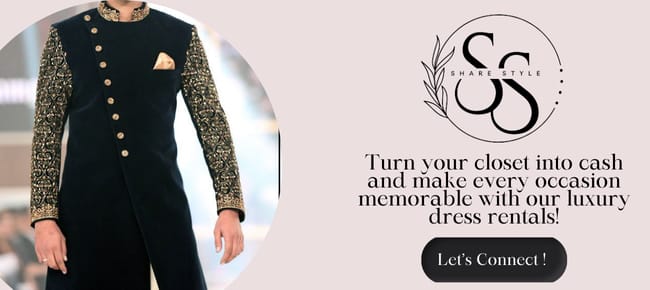 SS
SHARE STYLE
Turn your closet into cash
and make every occasion
memorable with our luxury
dress rentals!
Let's Connect !